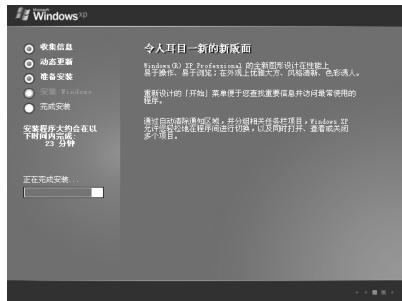 Microsoft
Windows xp
收集信息
动态更新
准备安装
安装 Windows
完成安装
安装程序大约会在以
下时间内完成:
23 分钟
正在完成安装...
令人耳目一新的新版面
Windows(R) XP Professional 的全新图形设计在性能上
易于操作、易于浏览；在外观上优雅大方、风格清新、色彩诱人。
重新设计的「开始」菜单便于您查找重要信息并访问最常使用的
程序。
通过自动清除通知区域，并分组相关任务栏项目，Windows XP
允许您轻松地在程序间进行切换，以及同时打开、查看或关闭
多个项目。